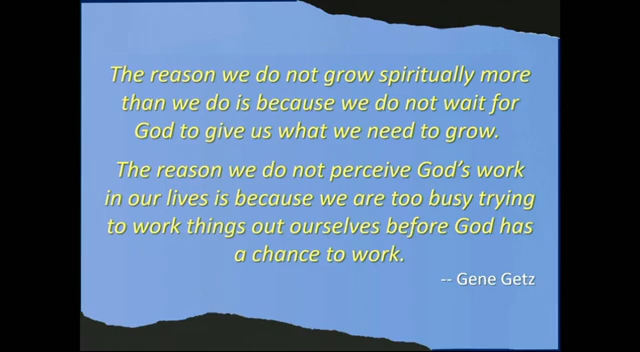 The reason we do not grow spiritually more
than we do is because we do not wait for
God to give us what we need to grow.
The reason we do not perceive God's work
in our lives is because we are too busy trying
to work things out ourselves before God has
a chance to work.
-- Gene Getz